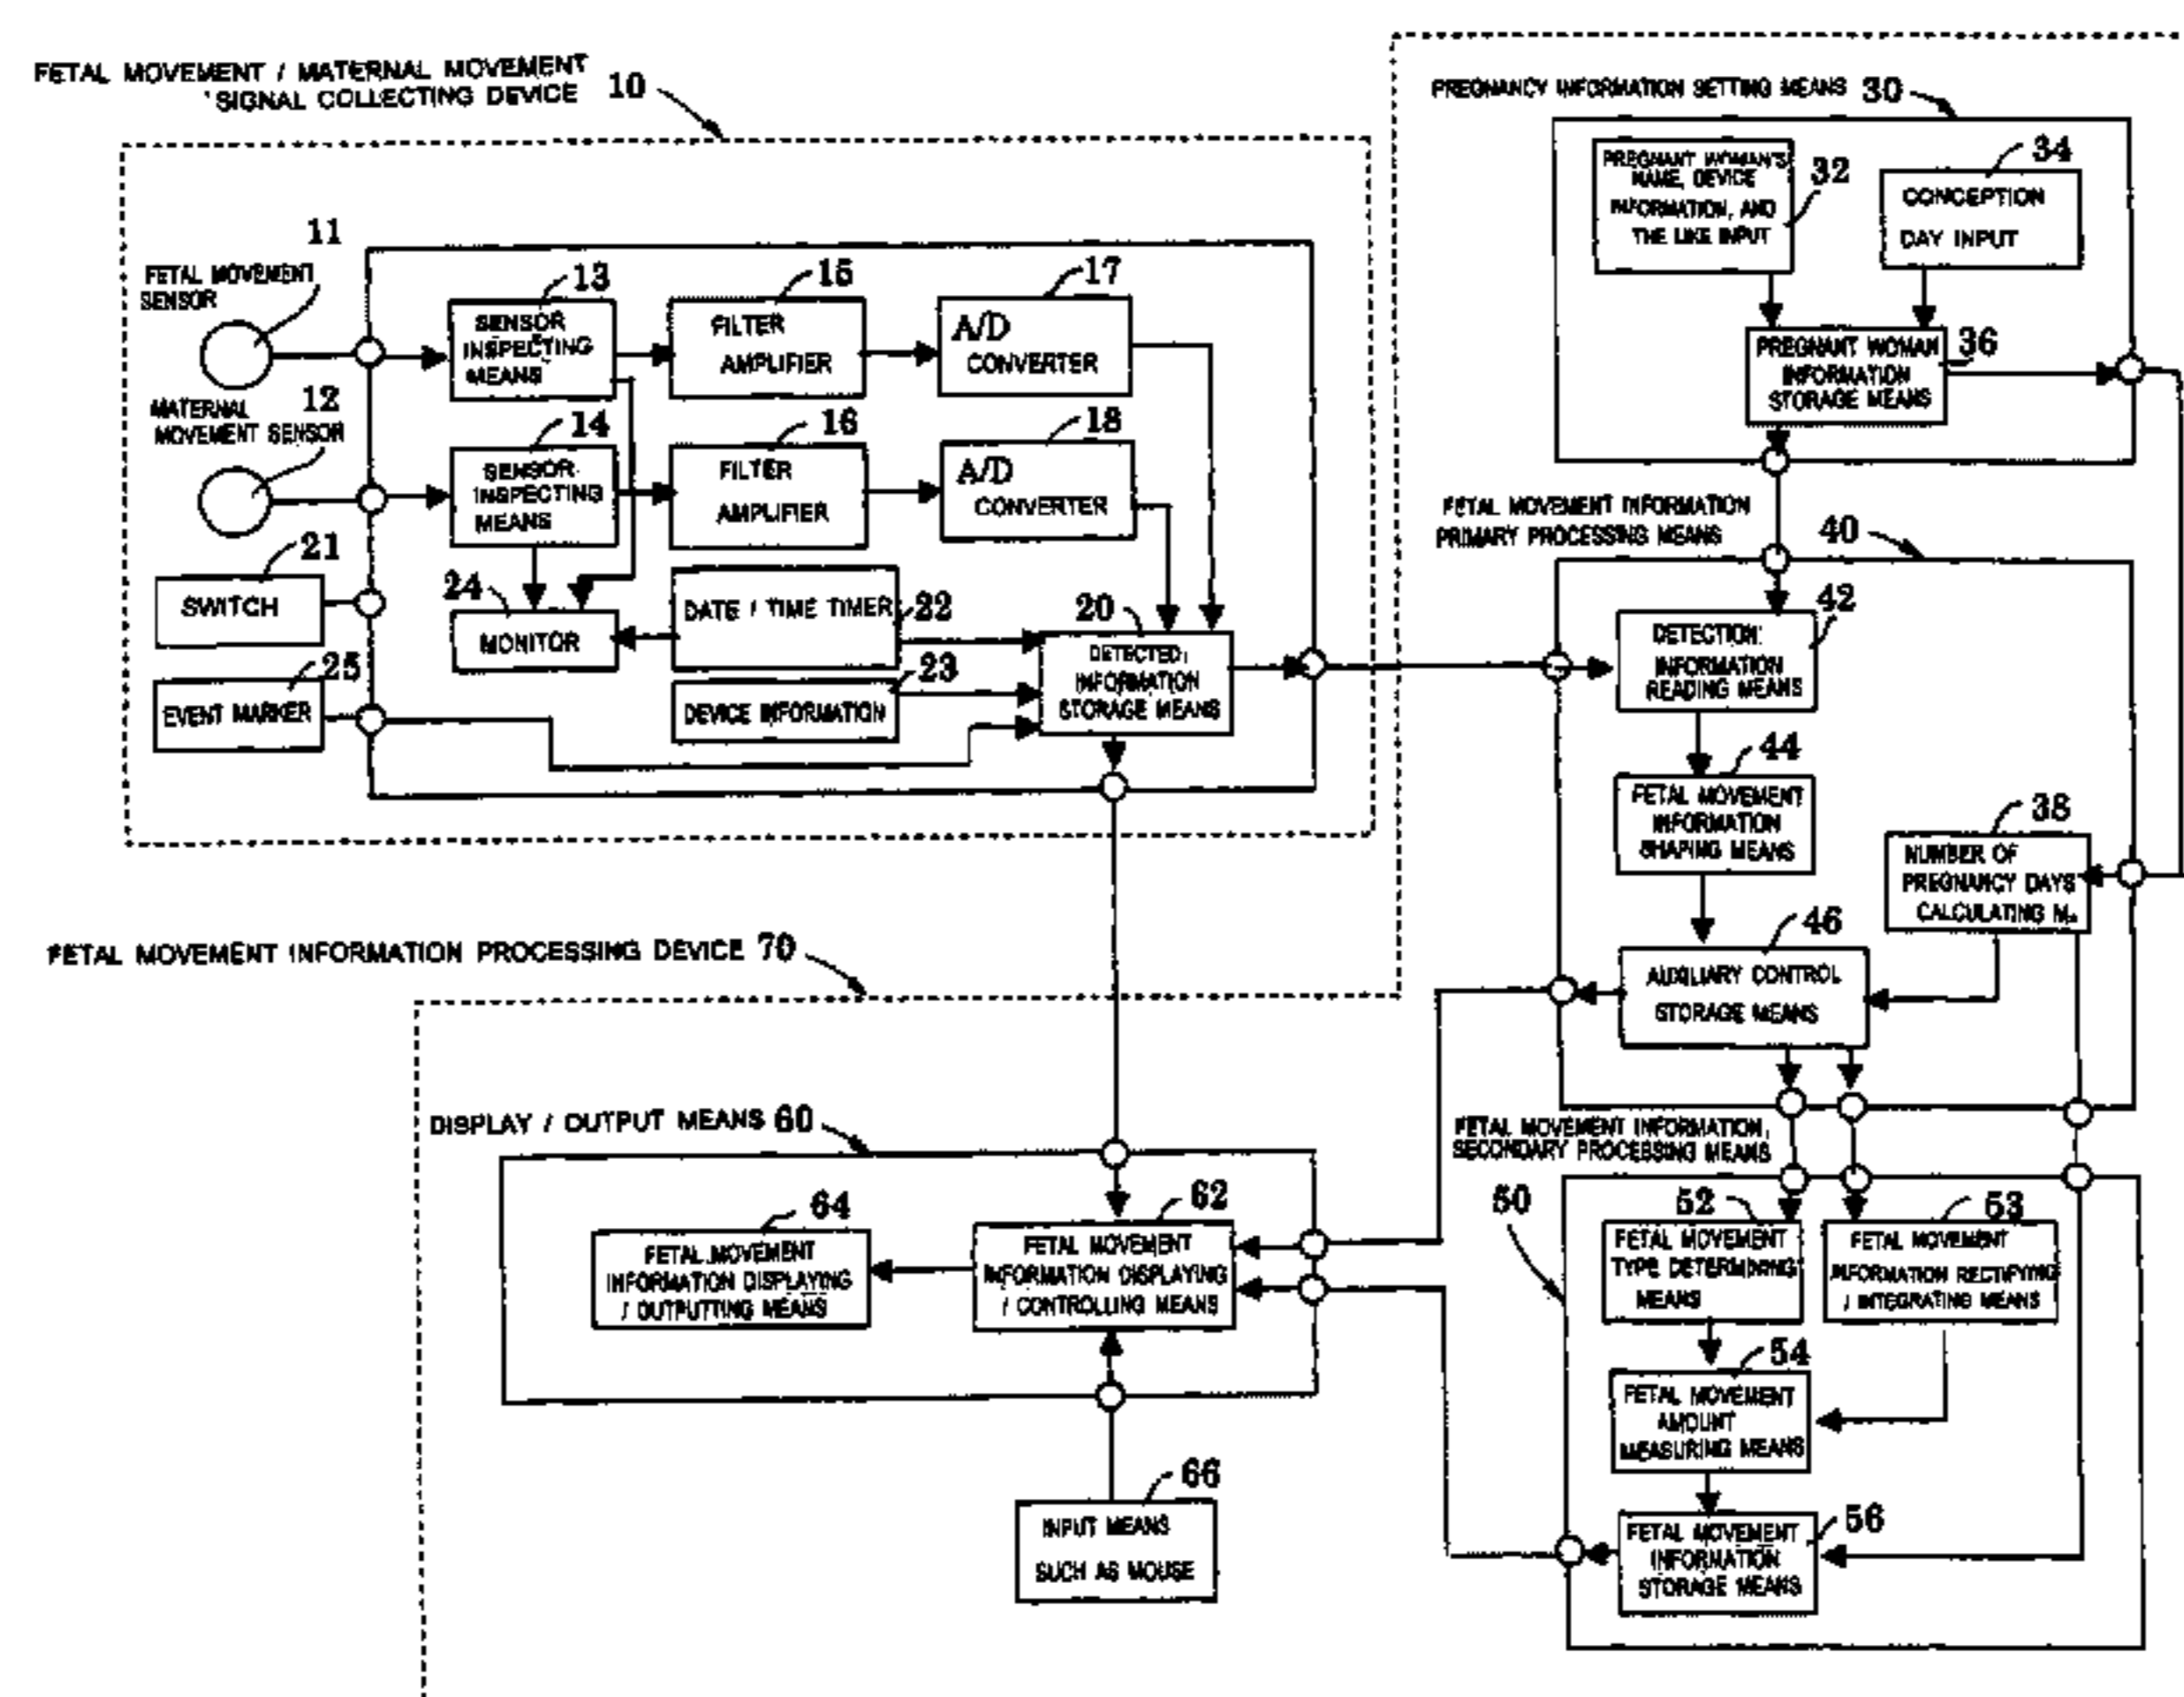 FETAL MOVEMENT / MATERNAL MOVEMENT
SIGNAL COLLECTING DEVICE 10
11
FETAL MOVEMENT
SENSOR
12
MATERNAL
MOVEMENT SENSOR
21
SWITCH
25
EVENT MARKER
13
SENSOR
INSPECTING
MEANS
15
FILTER
AMPLIFIER
17
A/D
CONVERTER
14
SENSOR
INSPECTING
MEANS
16
FILTER
AMPLIFIER
18
A/D
CONVERTER
24
MONITOR
DATE / TIME TIMER
22
23
DEVICE INFORMATION
20
DETECTED
INFORMATION
STORAGE MEANS
PREGNANCY INFORMATION SETTING MEANS 30
PREGNANT WOMAN'S
NAME, DEVICE
INFORMATION, AND
THE LIKE INPUT
32
34
CONCEPTION
DAY INPUT
PREGNANT WOMAN
INFORMATION
STORAGE MEANS
36
FETAL MOVEMENT INFORMATION
PRIMARY PROCESSING MEANS
40
42
DETECTION
INFORMATION
READING MEANS
44
FETAL MOVEMENT
INFORMATION
SHAPING MEANS
38
NUMBER OF
PREGNANCY DAYS
CALCULATING M.
46
AUXILIARY CONTROL
STORAGE MEANS
FETAL MOVEMENT INFORMATION PROCESSING DEVICE 70
DISPLAY / OUTPUT MEANS 60
64
FETAL MOVEMENT
INFORMATION DISPLAYING
/ OUTPUTTING MEANS
62
FETAL MOVEMENT
INFORMATION DISPLAYING
/ CONTROLLING MEANS
66
INPUT MEANS
SUCH AS MOUSE
FETAL MOVEMENT INFORMATION
SECONDARY PROCESSING MEANS
50
52
FETAL MOVEMENT
TYPE DETERMINING
MEANS
53
FETAL MOVEMENT
INFORMATION RECTIFYING
/ INTEGRATING MEANS
54
FETAL MOVEMENT
AMOUNT
MEASURING MEANS
56
FETAL MOVEMENT
INFORMATION
STORAGE MEANS